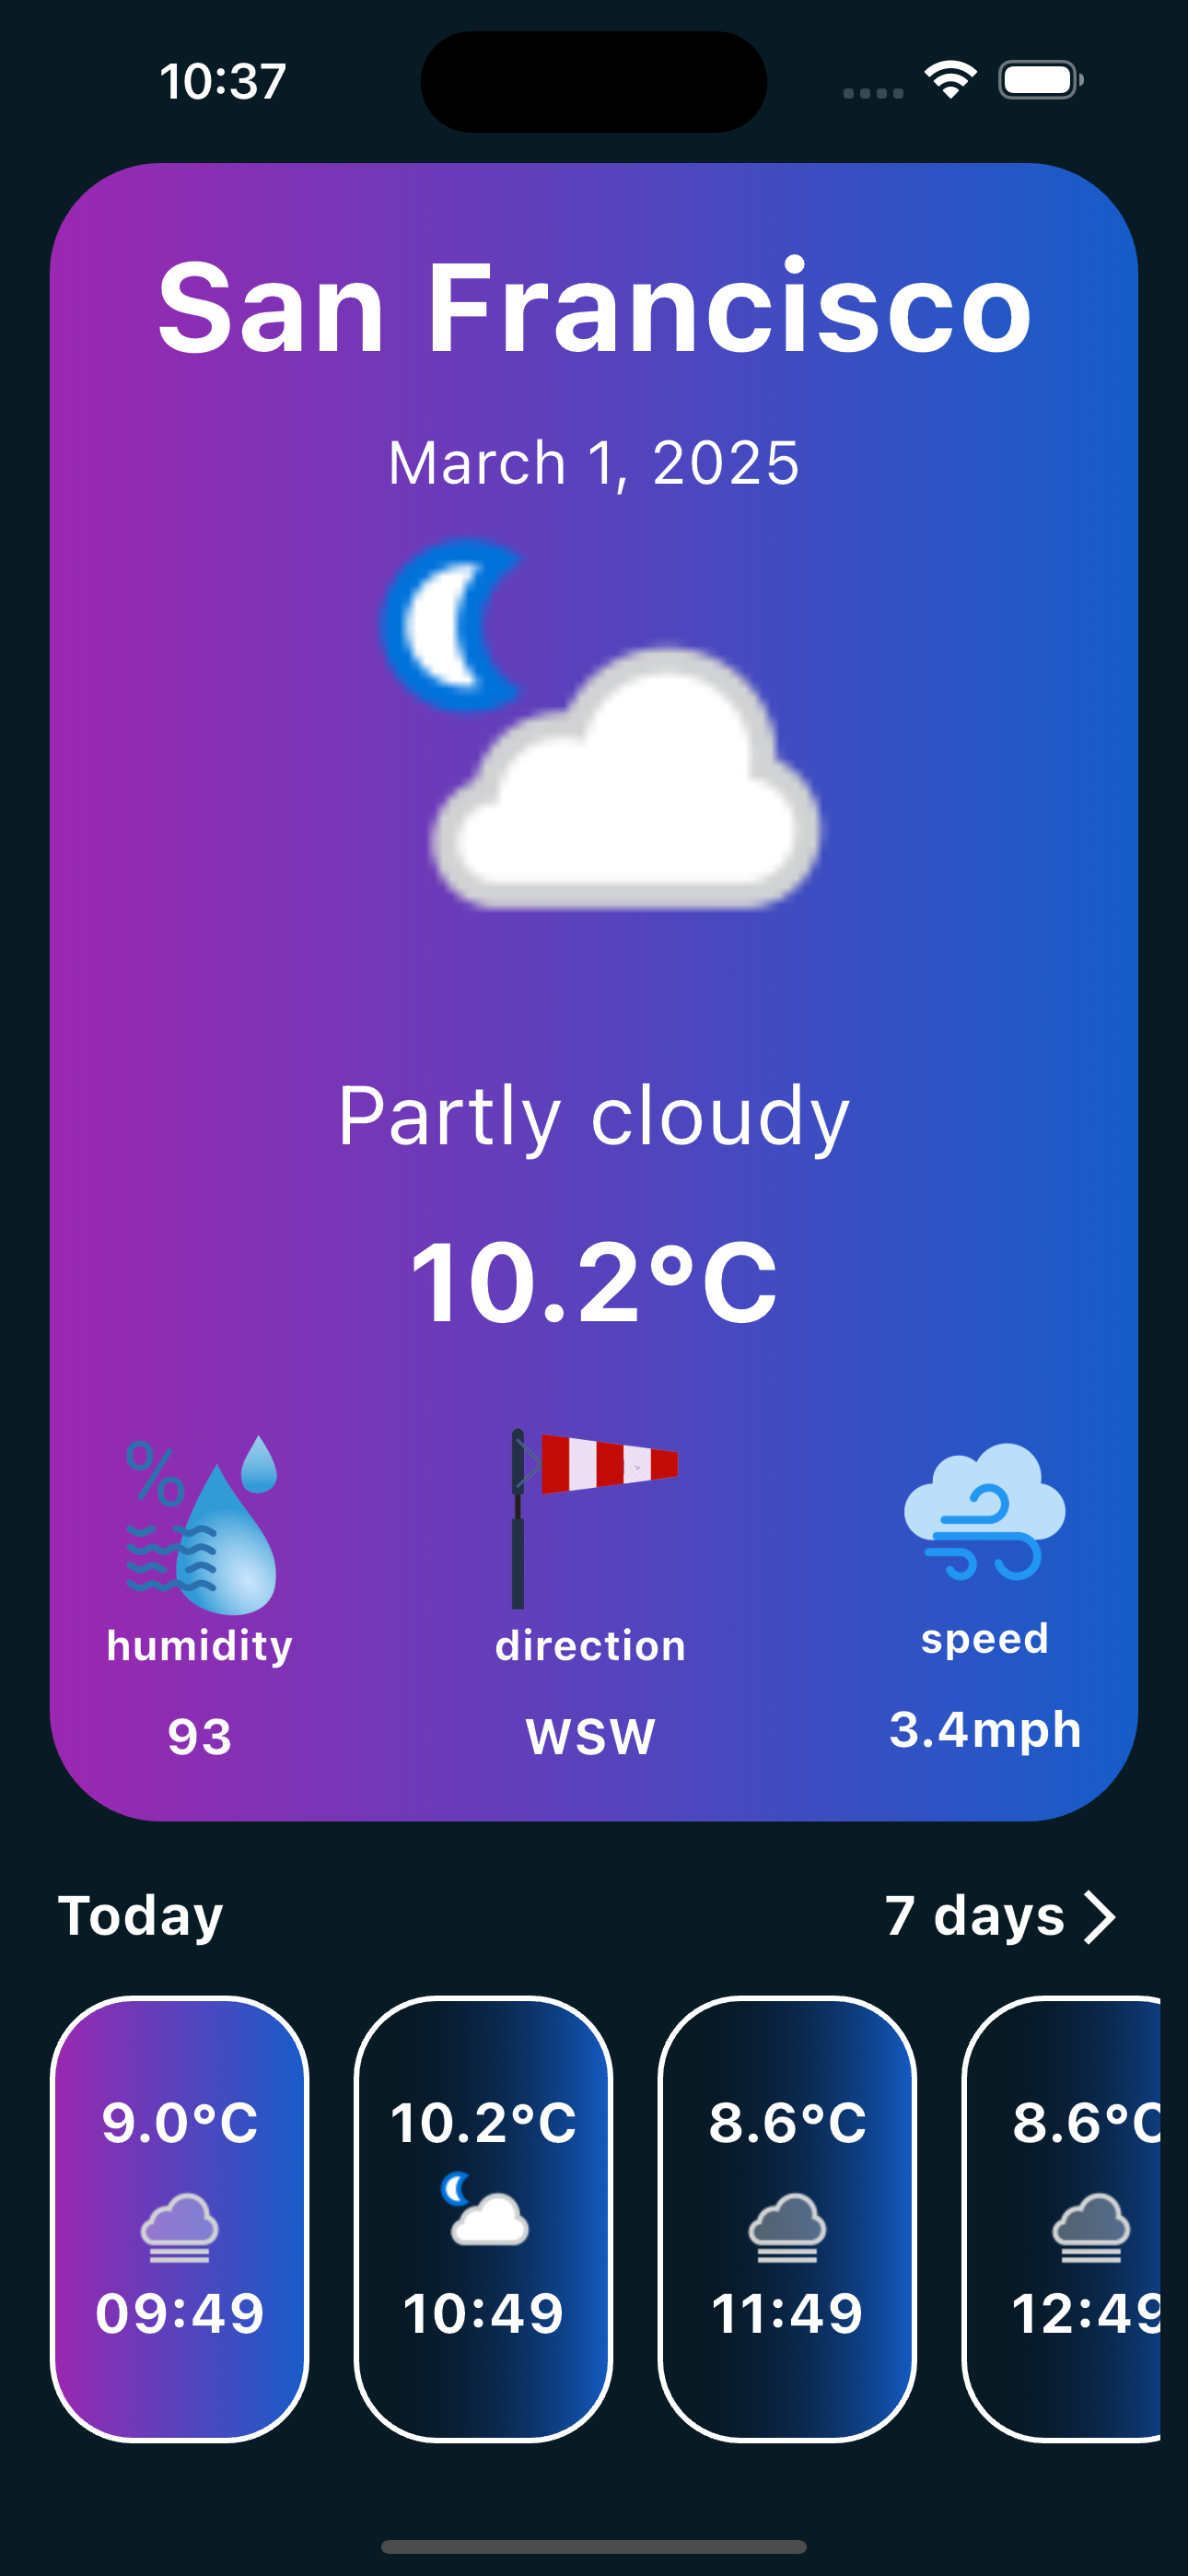 10:37
San Francisco
March 1, 2025
Partly cloudy
10.2°C
%
humidity direction speed
93 WSW 3.4mph
Today 7 days
9.0°C 10.2°C 8.6°C 8.6°C
09:49 10:49 11:49 12:49